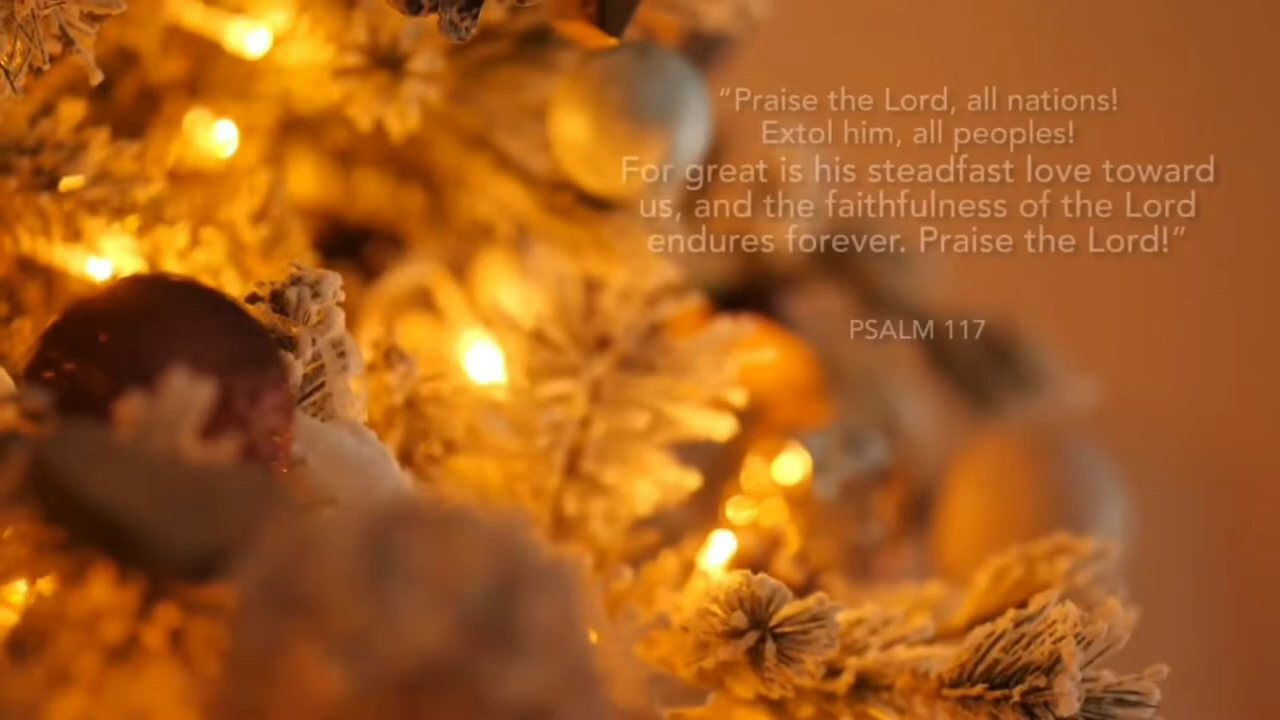 “Praise the Lord, all nations!
Extol him, all peoples!
For great is his steadfast love toward
us, and the faithfulness of the Lord
endures forever. Praise the Lord!”
PSALM 117